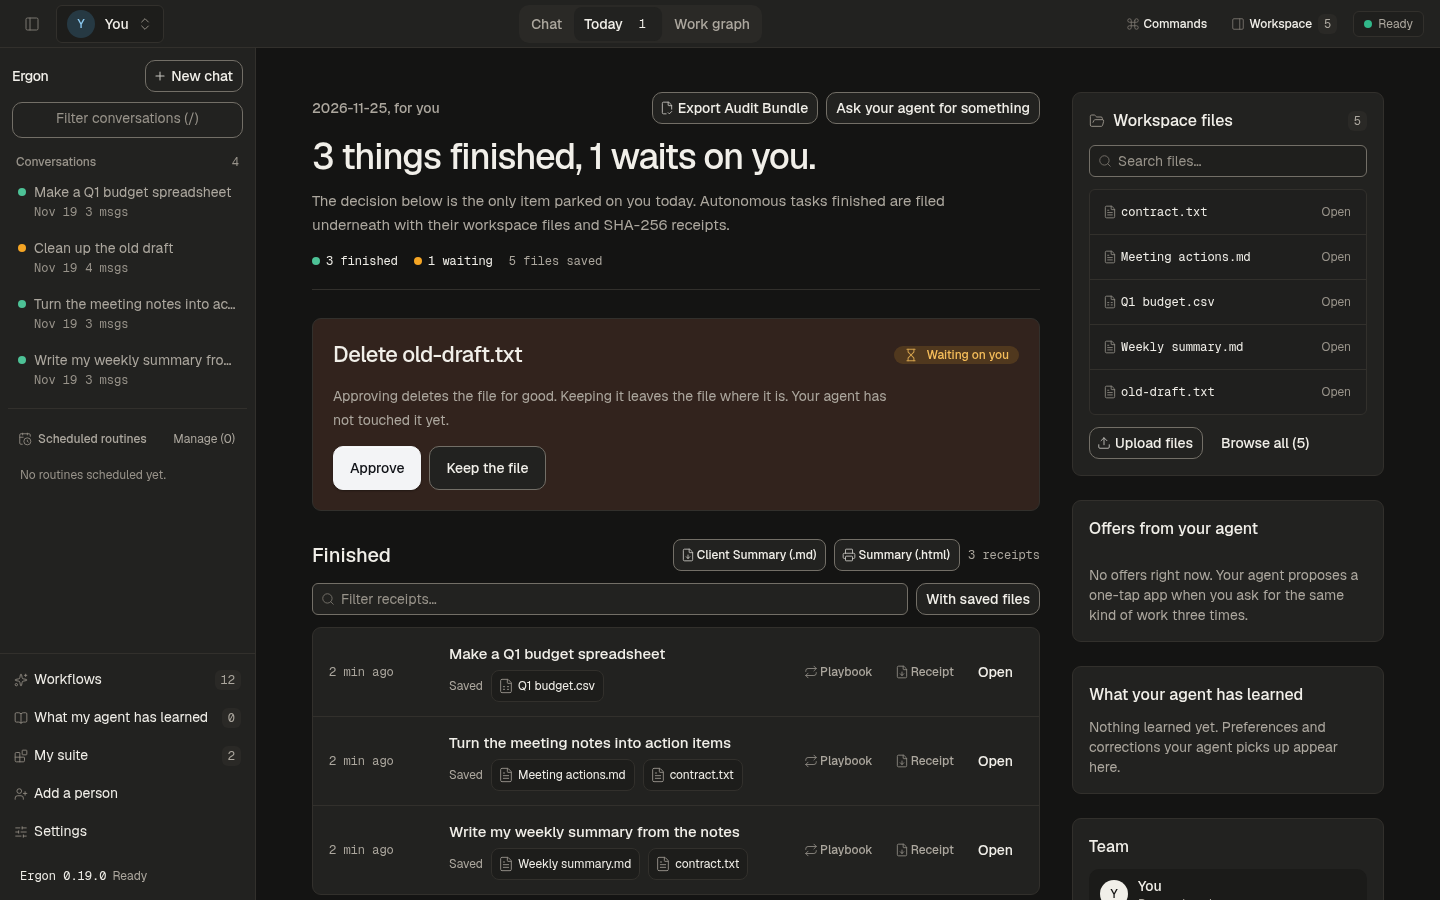 Y You
Chat
Today 1
Work graph
Commands
Workspace 5
Ready
Ergon
New chat
Filter conversations (/)
Conversations 4
Make a Q1 budget spreadsheet
Nov 19 3 msgs
Clean up the old draft
Nov 19 4 msgs
Turn the meeting notes into ac…
Nov 19 3 msgs
Write my weekly summary fro…
Nov 19 3 msgs
Scheduled routines Manage (0)
No routines scheduled yet.
Workflows 12
What my agent has learned 0
My suite 2
Add a person
Settings
Ergon 0.19.0 Ready
2026-11-25, for you
Export Audit Bundle
Ask your agent for something
3 things finished, 1 waits on you.
The decision below is the only item parked on you today. Autonomous tasks finished are filed
underneath with their workspace files and SHA-256 receipts.
3 finished 1 waiting 5 files saved
Delete old-draft.txt
Waiting on you
Approving deletes the file for good. Keeping it leaves the file where it is. Your agent has
not touched it yet.
Approve
Keep the file
Finished
Client Summary (.md)
Summary (.html)
3 receipts
Filter receipts…
With saved files
2 min ago
Make a Q1 budget spreadsheet
Saved Q1 budget.csv
Playbook Receipt Open
2 min ago
Turn the meeting notes into action items
Saved Meeting actions.md contract.txt
Playbook Receipt Open
2 min ago
Write my weekly summary from the notes
Saved Weekly summary.md contract.txt
Playbook Receipt Open
Workspace files 5
Search files…
contract.txt Open
Meeting actions.md Open
Q1 budget.csv Open
Weekly summary.md Open
old-draft.txt Open
Upload files
Browse all (5)
Offers from your agent
No offers right now. Your agent proposes a
one-tap app when you ask for the same
kind of work three times.
What your agent has learned
Nothing learned yet. Preferences and
corrections your agent picks up appear
here.
Team
Y You